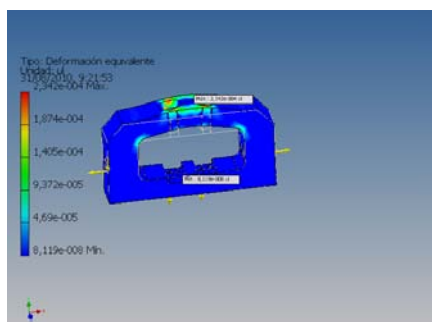 Tipo: Deformación equivalente
Unidad: ul
31/08/2010, 9:21:53
2,342e-004 Máx.
1,874e-004
1,405e-004
9,372e-005
4,69e-005
8,119e-008 Mín.